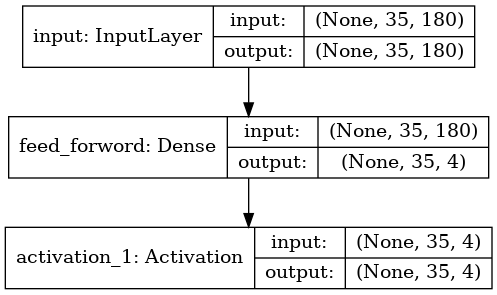 input: InputLayer
input: (None, 35, 180)
output: (None, 35, 180)
feed_forword: Dense
input: (None, 35, 180)
output: (None, 35, 4)
activation_1: Activation
input: (None, 35, 4)
output: (None, 35, 4)